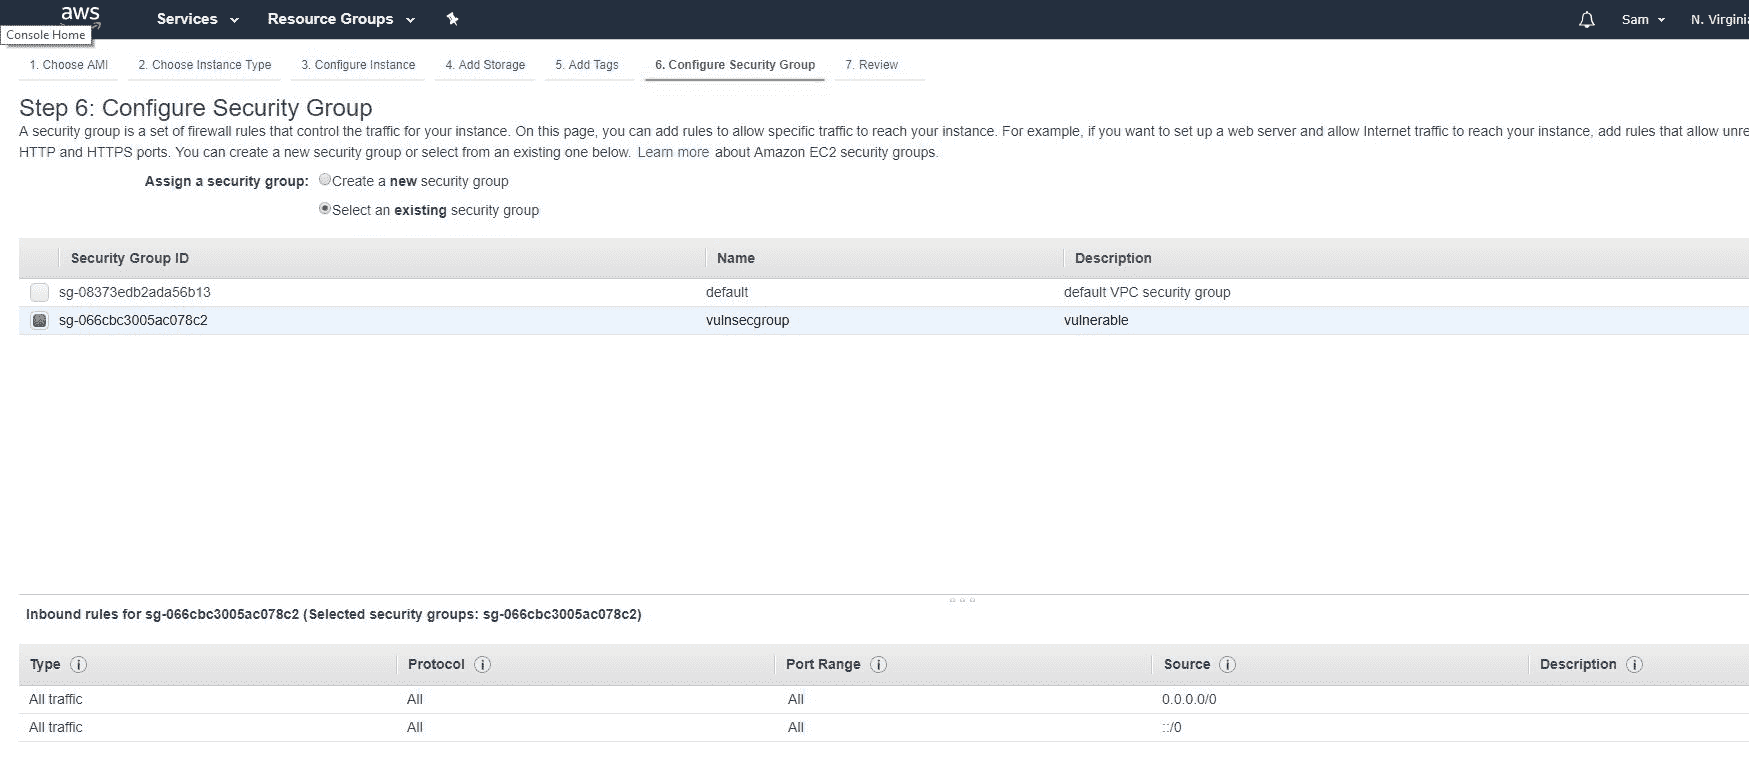 aws Services Resource Groups Sam N. Virginia
Console Home
1. Choose AMI 2. Choose Instance Type 3. Configure Instance 4. Add Storage 5. Add Tags 6. Configure Security Group 7. Review
Step 6: Configure Security Group
A security group is a set of firewall rules that control the traffic for your instance. On this page, you can add rules to allow specific traffic to reach your instance. For example, if you want to set up a web server and allow Internet traffic to reach your instance, add rules that allow unre
HTTP and HTTPS ports. You can create a new security group or select from an existing one below. Learn more about Amazon EC2 security groups.
Assign a security group: Create a new security group
Select an existing security group
Security Group ID Name Description
sg-08373edb2ada56b13 default default VPC security group
sg-066cbc3005ac078c2 vulnsecgroup vulnerable
Inbound rules for sg-066cbc3005ac078c2 (Selected security groups: sg-066cbc3005ac078c2)
Type i Protocol i Port Range i Source i Description i
All traffic All All 0.0.0.0/0
All traffic All All ::/0